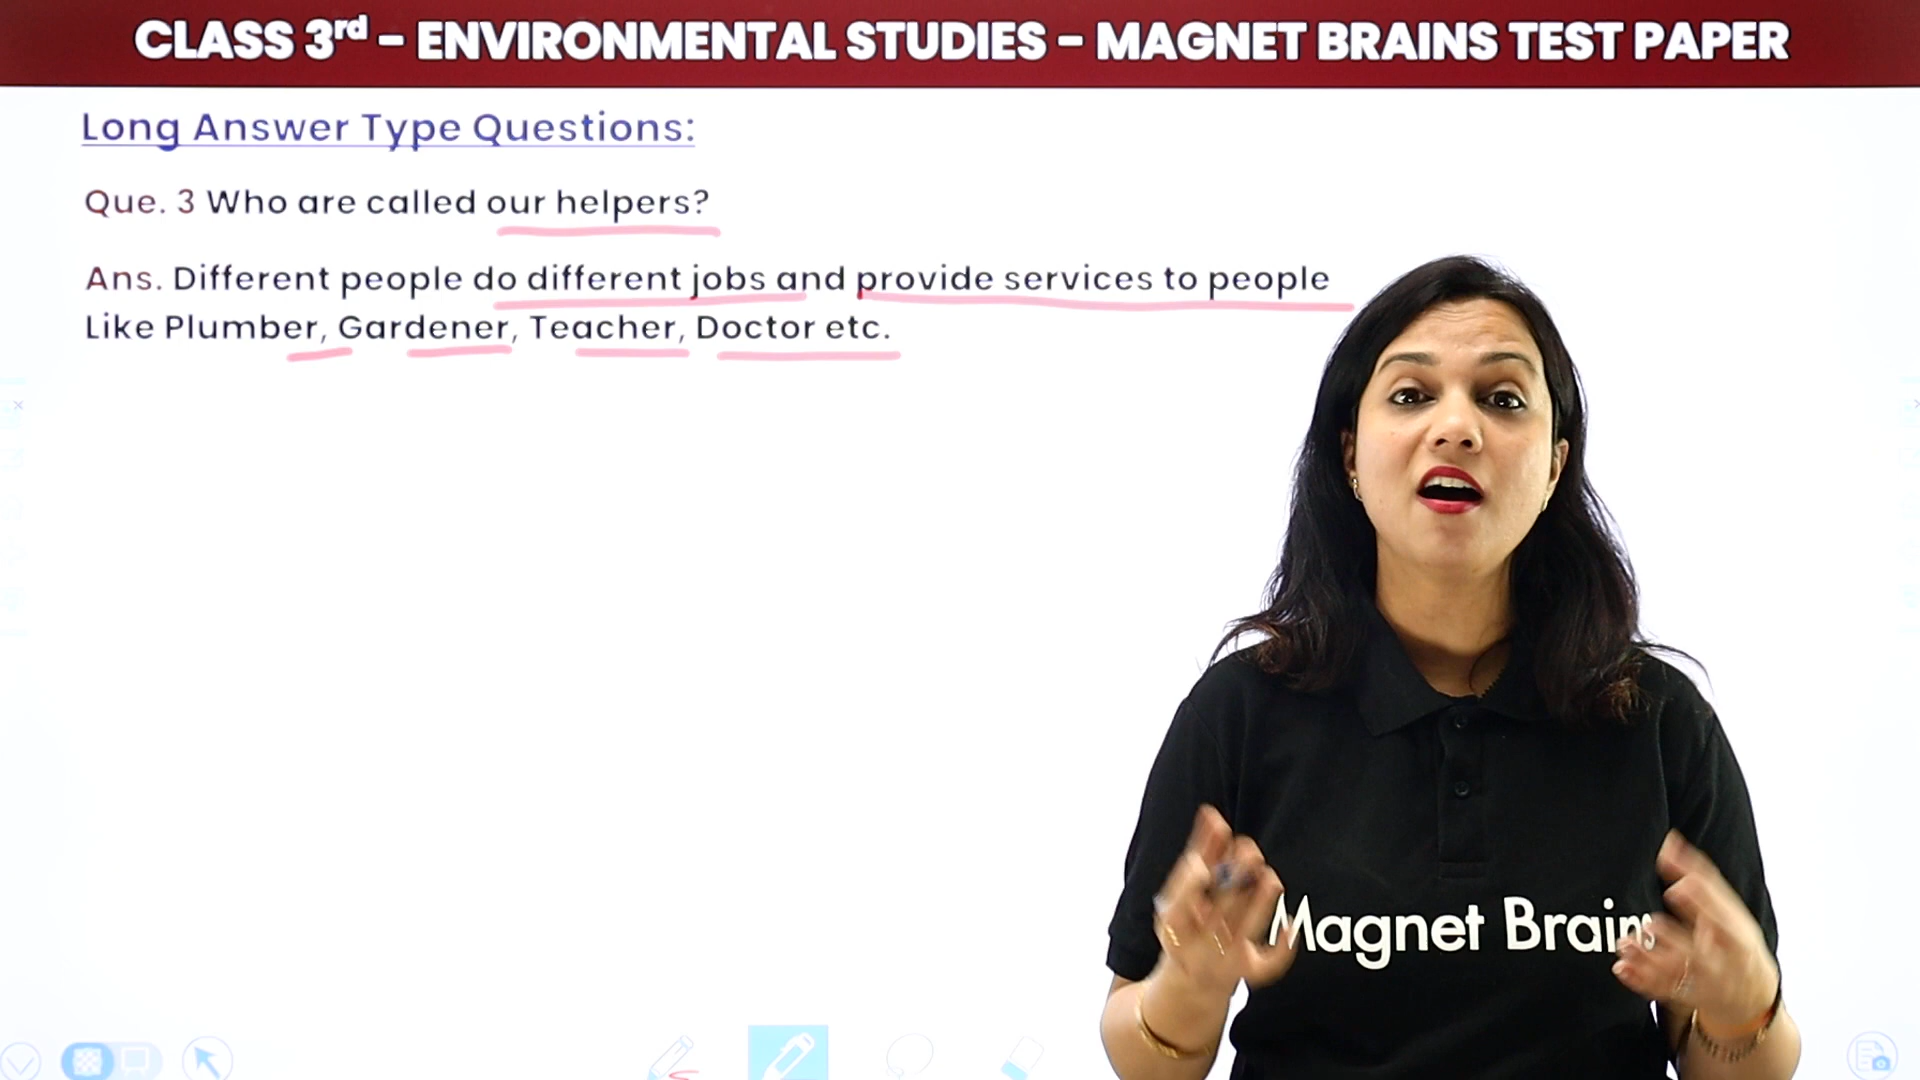 CLASS 3rd - ENVIRONMENTAL STUDIES - MAGNET BRAINS TEST PAPER
Long Answer Type Questions:
Que. 3 Who are called our helpers?
Ans. Different people do different jobs and provide services to people
Like Plumber, Gardener, Teacher, Doctor etc.
Magnet Brains